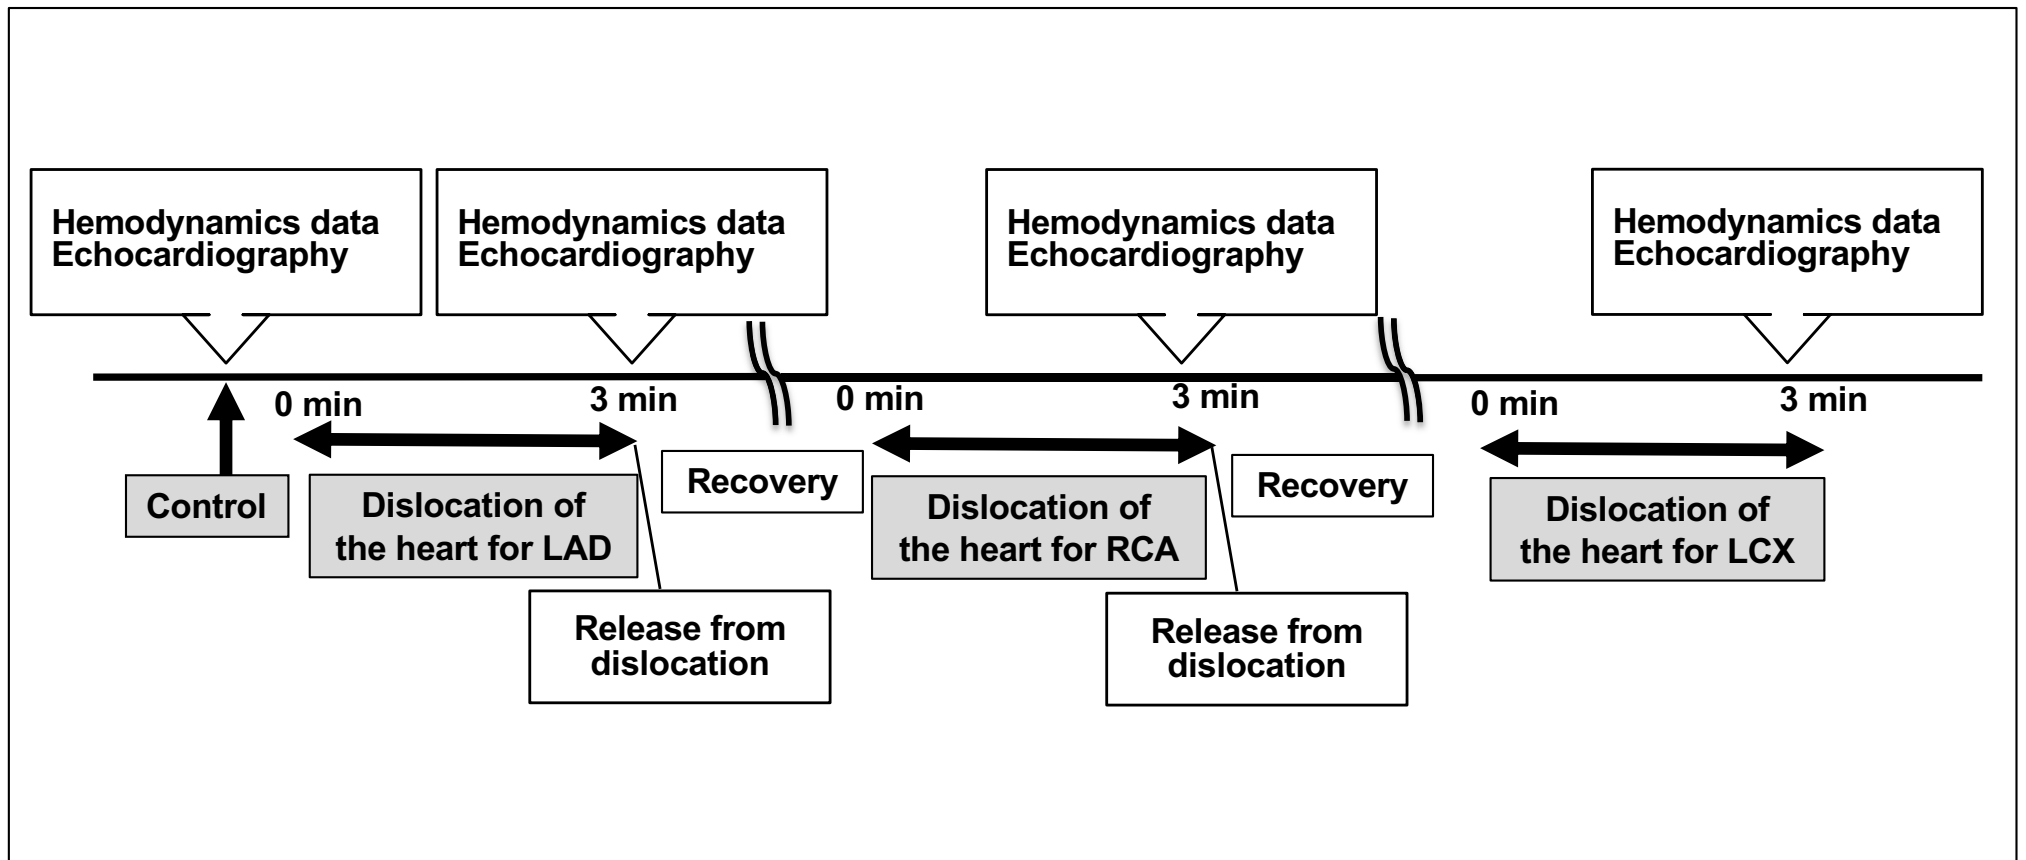 Hemodynamics data
Echocardiography
Hemodynamics data
Echocardiography
Hemodynamics data
Echocardiography
Hemodynamics data
Echocardiography
0 min
3 min
0 min
3 min
0 min
3 min
Control
Dislocation of
the heart for LAD
Recovery
Dislocation of
the heart for RCA
Recovery
Dislocation of
the heart for LCX
Release from
dislocation
Release from
dislocation